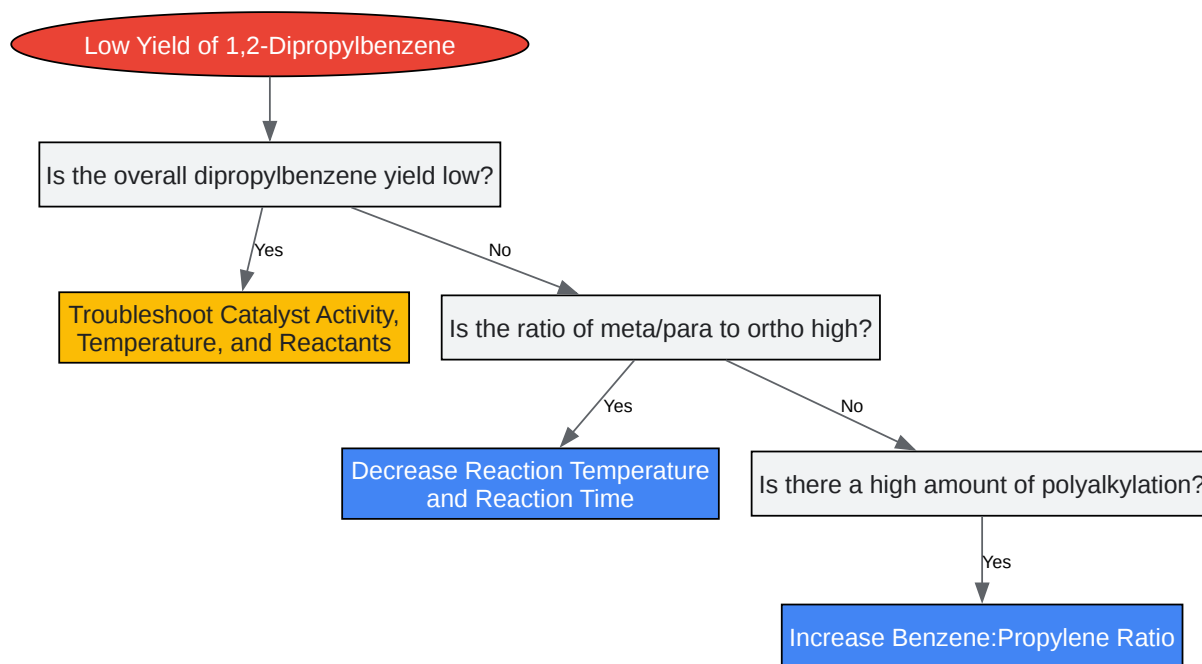 Low Yield of 1,2-Dipropylbenzene
Is the overall dipropylbenzene yield low?
Yes
No
Troubleshoot Catalyst Activity,
Temperature, and Reactants
Is the ratio of meta/para to ortho high?
Yes
No
Decrease Reaction Temperature
and Reaction Time
Is there a high amount of polyalkylation?
Yes
Increase Benzene:Propylene Ratio